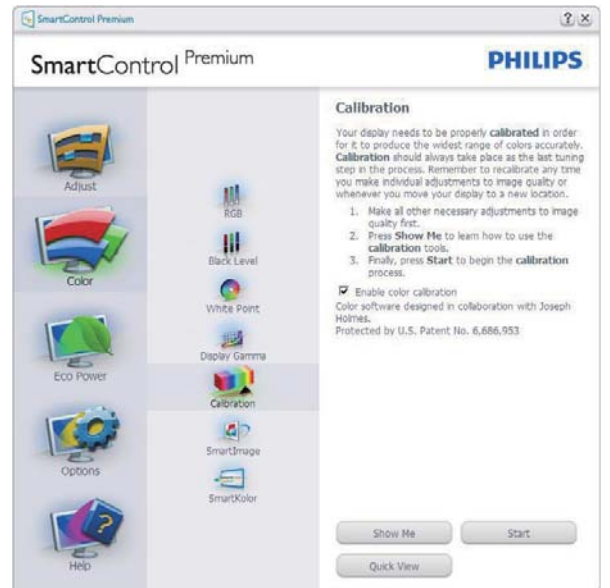 SmartControl Premium
SmartControl Premium
PHILIPS
Adjust
Color
Eco Power
Options
Help
RGB
Black Level
White Point
Display Gamma
Calibration
SmartImage
SmartKolor
Calibration
Your display needs to be properly calibrated in order
for it to produce the widest range of colors accurately.
Calibration should always take place as the last tuning
step in the process. Remember to recalibrate any time
you make individual adjustments to image quality or
whenever you move your display to a new location.
1. Make all other necessary adjustments to image
quality first.
2. Press Show Me to learn how to use the
calibration tools.
3. Finally, press Start to begin the calibration
process.
Enable color calibration
Color software designed in collaboration with Joseph
Holmes.
Protected by U.S. Patent No. 6,686,953
Show Me
Start
Quick View